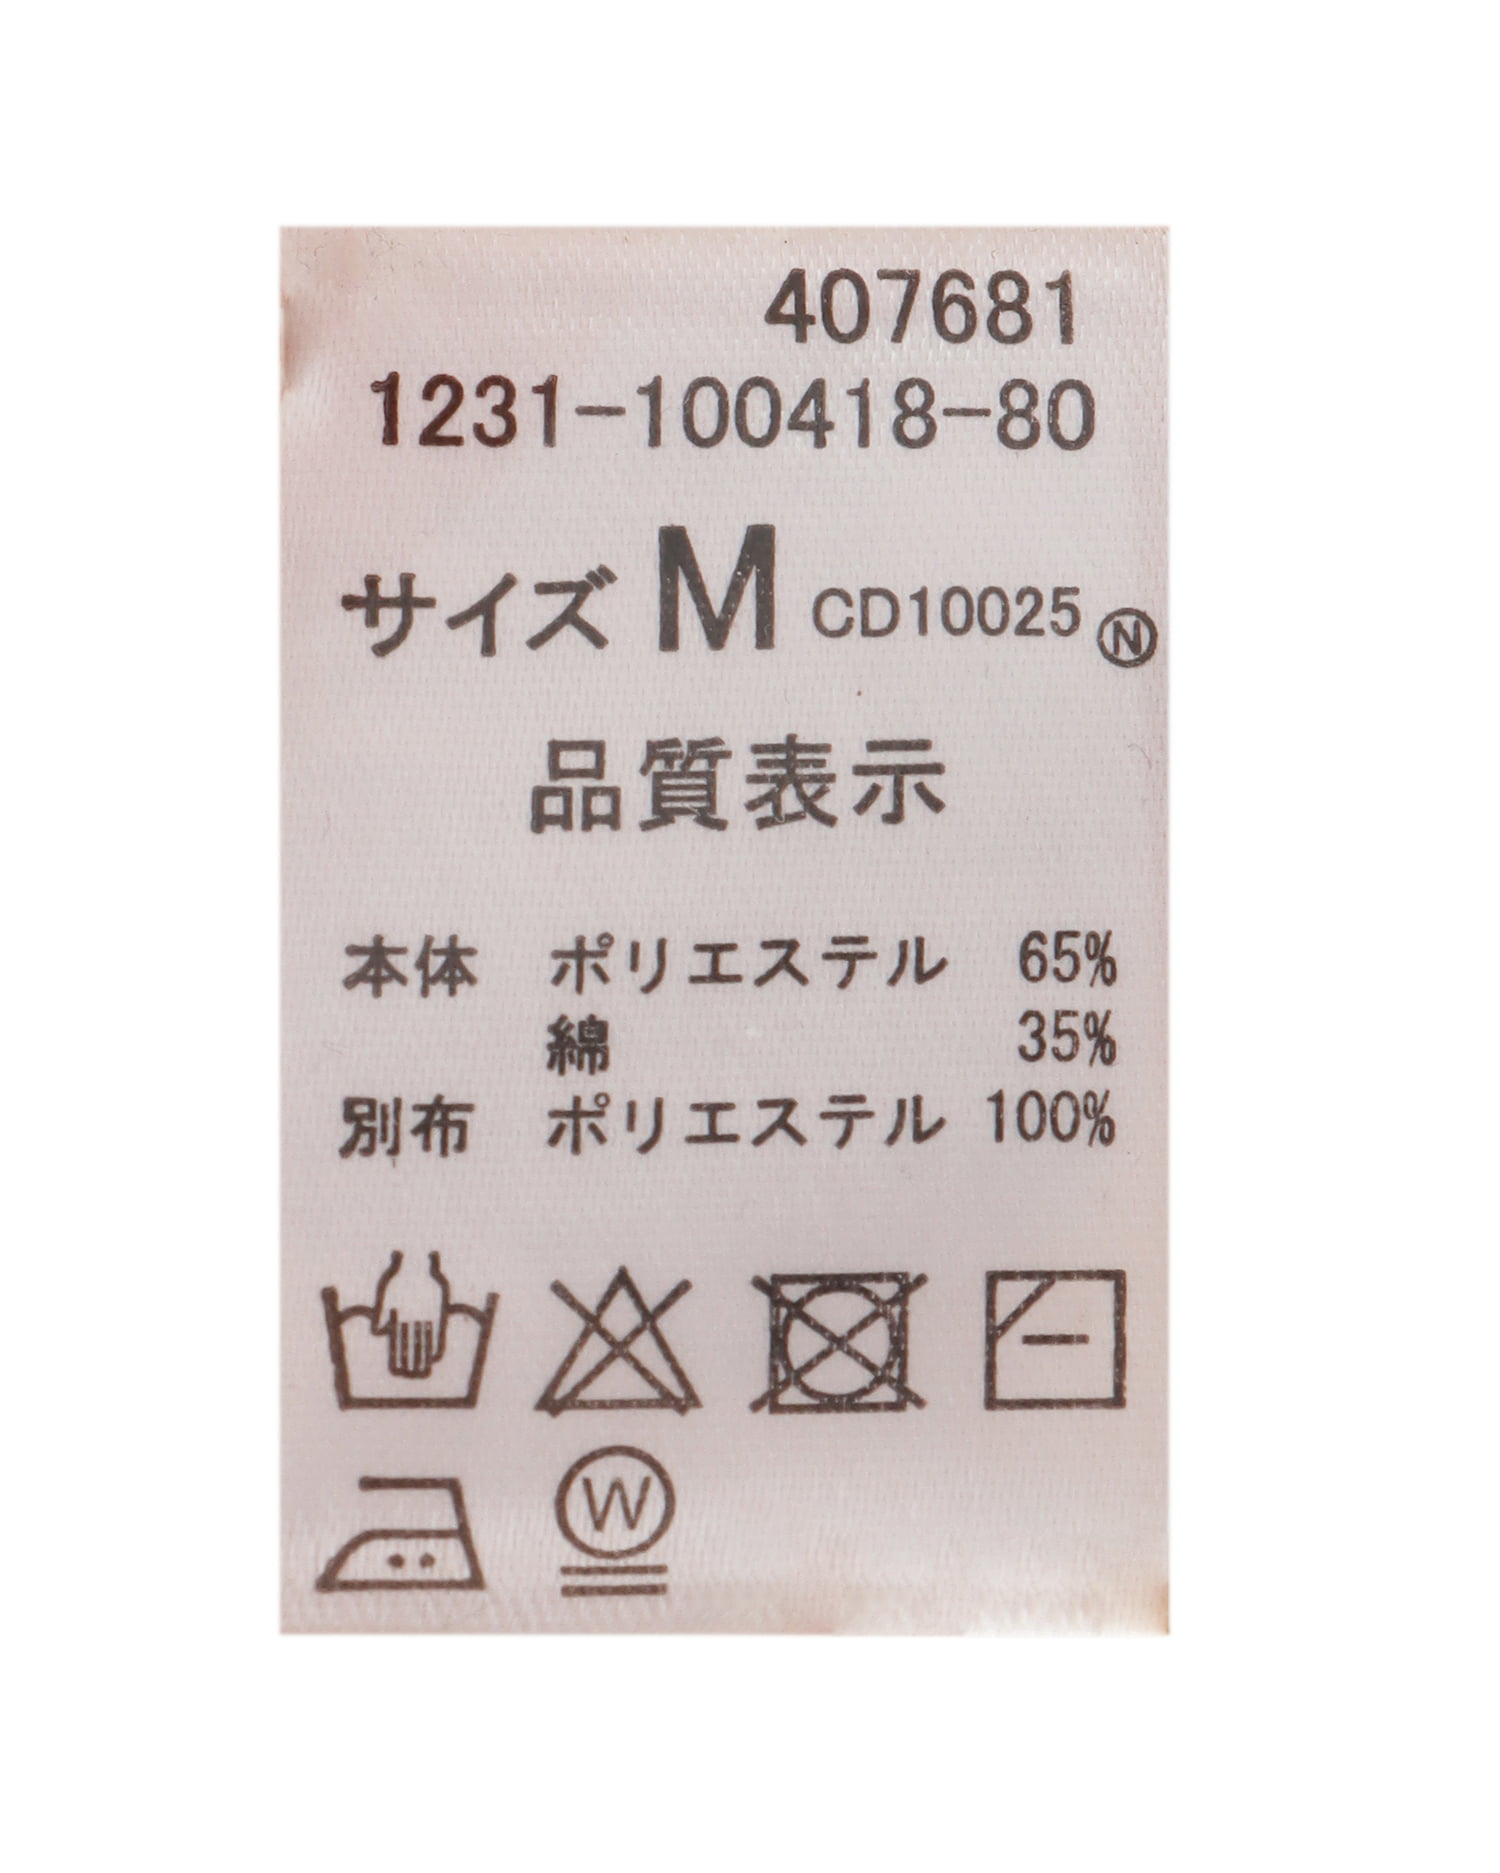 407681
1231-100418-80
サイズ M CD10025 Ⓝ
品質表示
本体 ポリエステル 65%
綿 35%
別布 ポリエステル 100%
W